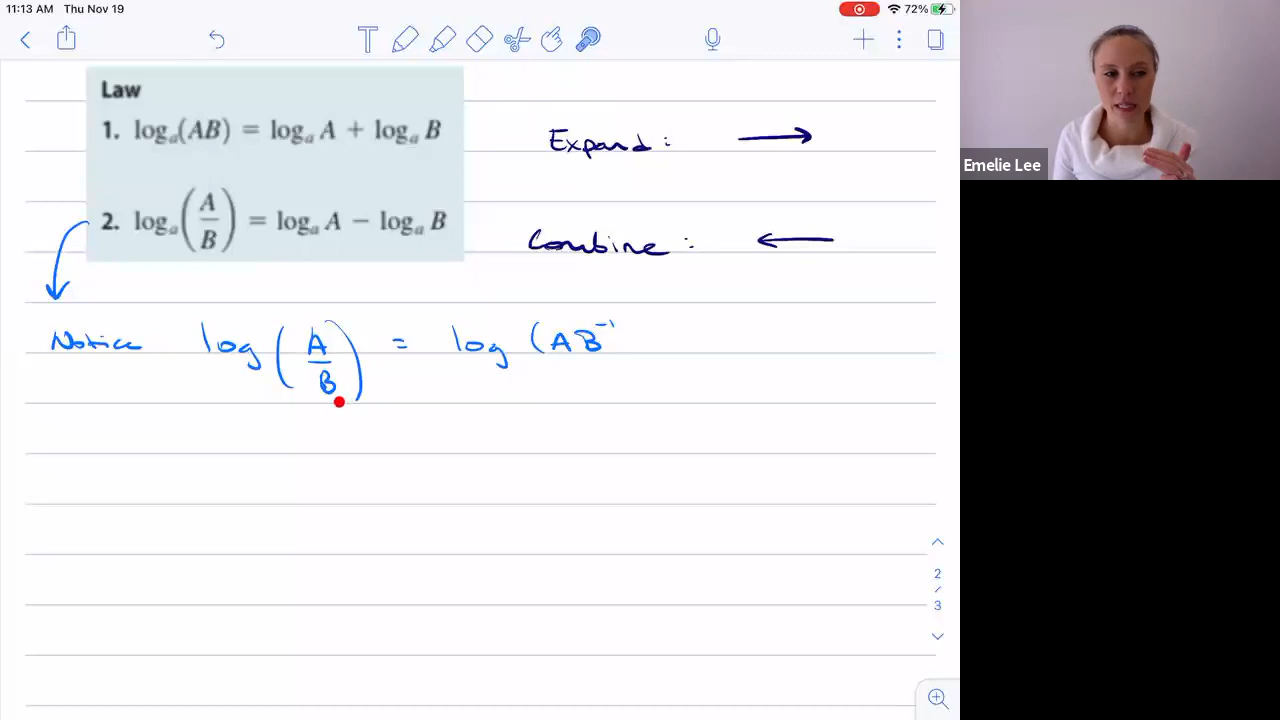 11:13 AM Thu Nov 19
72%
T
Law
1. logₐ(AB) = logₐ A + logₐ B
Expand: →
Emelie Lee
2. logₐ(A/B) = logₐ A − logₐ B
Combine: ←
Notice log(A/B) = log(AB⁻¹
2
/
3